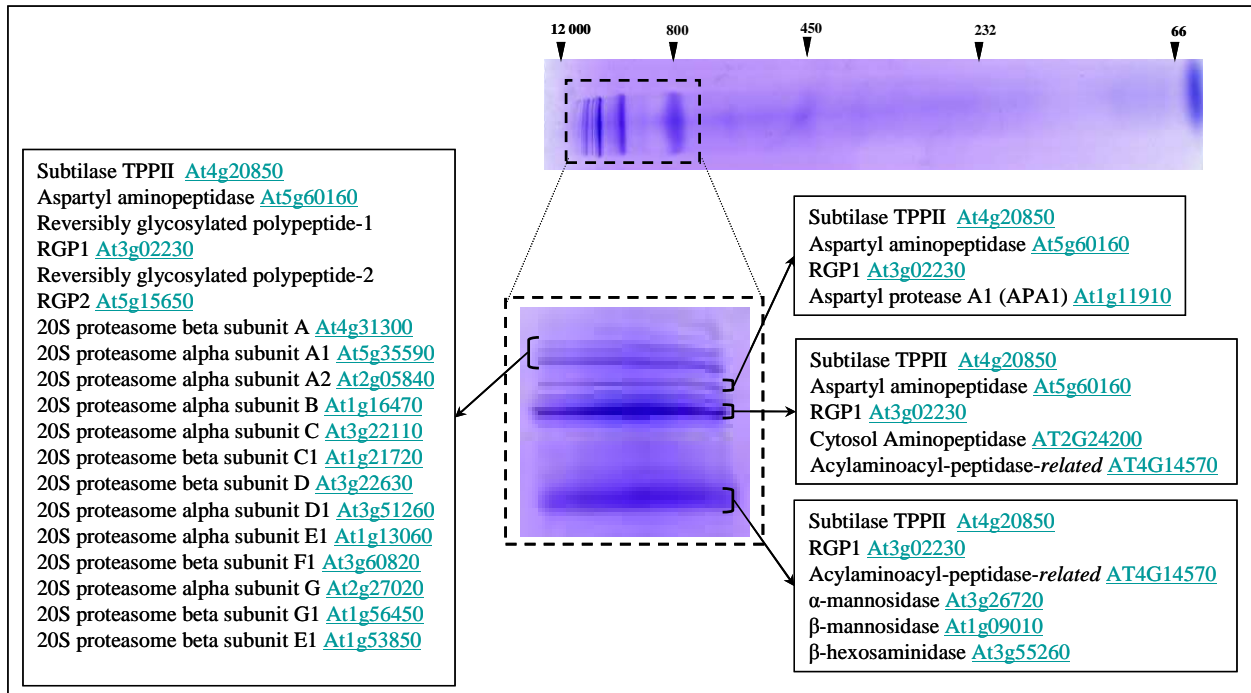 12 000 800 450 232 66
Subtilase TPPII At4g20850
Aspartyl aminopeptidase At5g60160
Reversibly glycosylated polypeptide-1
RGP1 At3g02230
Reversibly glycosylated polypeptide-2
RGP2 At5g15650
20S proteasome beta subunit A At4g31300
20S proteasome alpha subunit A1 At5g35590
20S proteasome alpha subunit A2 At2g05840
20S proteasome alpha subunit B At1g16470
20S proteasome alpha subunit C At3g22110
20S proteasome beta subunit C1 At1g21720
20S proteasome beta subunit D At3g22630
20S proteasome alpha subunit D1 At3g51260
20S proteasome alpha subunit E1 At1g13060
20S proteasome beta subunit F1 At3g60820
20S proteasome alpha subunit G At2g27020
20S proteasome beta subunit G1 At1g56450
20S proteasome beta subunit E1 At1g53850
Subtilase TPPII At4g20850
Aspartyl aminopeptidase At5g60160
RGP1 At3g02230
Aspartyl protease A1 (APA1) At1g11910
Subtilase TPPII At4g20850
Aspartyl aminopeptidase At5g60160
RGP1 At3g02230
Cytosol Aminopeptidase AT2G24200
Acylaminoacyl-peptidase-related AT4G14570
Subtilase TPPII At4g20850
RGP1 At3g02230
Acylaminoacyl-peptidase-related AT4G14570
α-mannosidase At3g26720
β-mannosidase At1g09010
β-hexosaminidase At3g55260